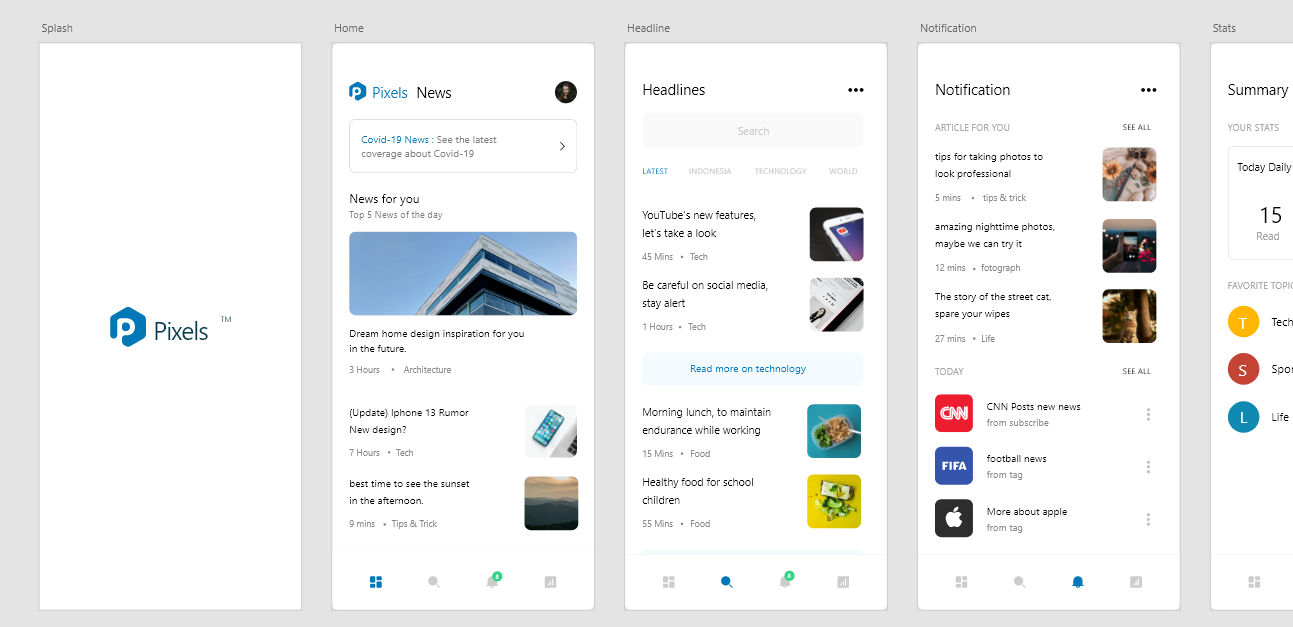 Splash
Pixels TM
Home
Pixels News
Covid-19 News : See the latest
coverage about Covid-19
News for you
Top 5 News of the day
Dream home design inspiration for you
in the future.
3 Hours • Architecture
(Update) Iphone 13 Rumor
New design?
7 Hours • Tech
best time to see the sunset
in the afternoon.
9 mins • Tips & Trick
8
Headline
Headlines
Search
LATEST INDONESIA TECHNOLOGY WORLD
YouTube's new features,
let's take a look
45 Mins • Tech
Be careful on social media,
stay alert
1 Hours • Tech
Read more on technology
Morning lunch, to maintain
endurance while working
15 Mins • Food
Healthy food for school
children
55 Mins • Food
8
Notification
Notification
ARTICLE FOR YOU SEE ALL
tips for taking photos to
look professional
5 mins • tips & trick
amazing nighttime photos,
maybe we can try it
12 mins • fotograph
The story of the street cat,
spare your wipes
27 mins • Life
TODAY SEE ALL
CNN
CNN Posts new news
from subscribe
FIFA
football news
from tag
More about apple
from tag
Stats
Summary
YOUR STATS
Today Daily
15
Read
FAVORITE TOPIC
T Tech
S Spor
L Life